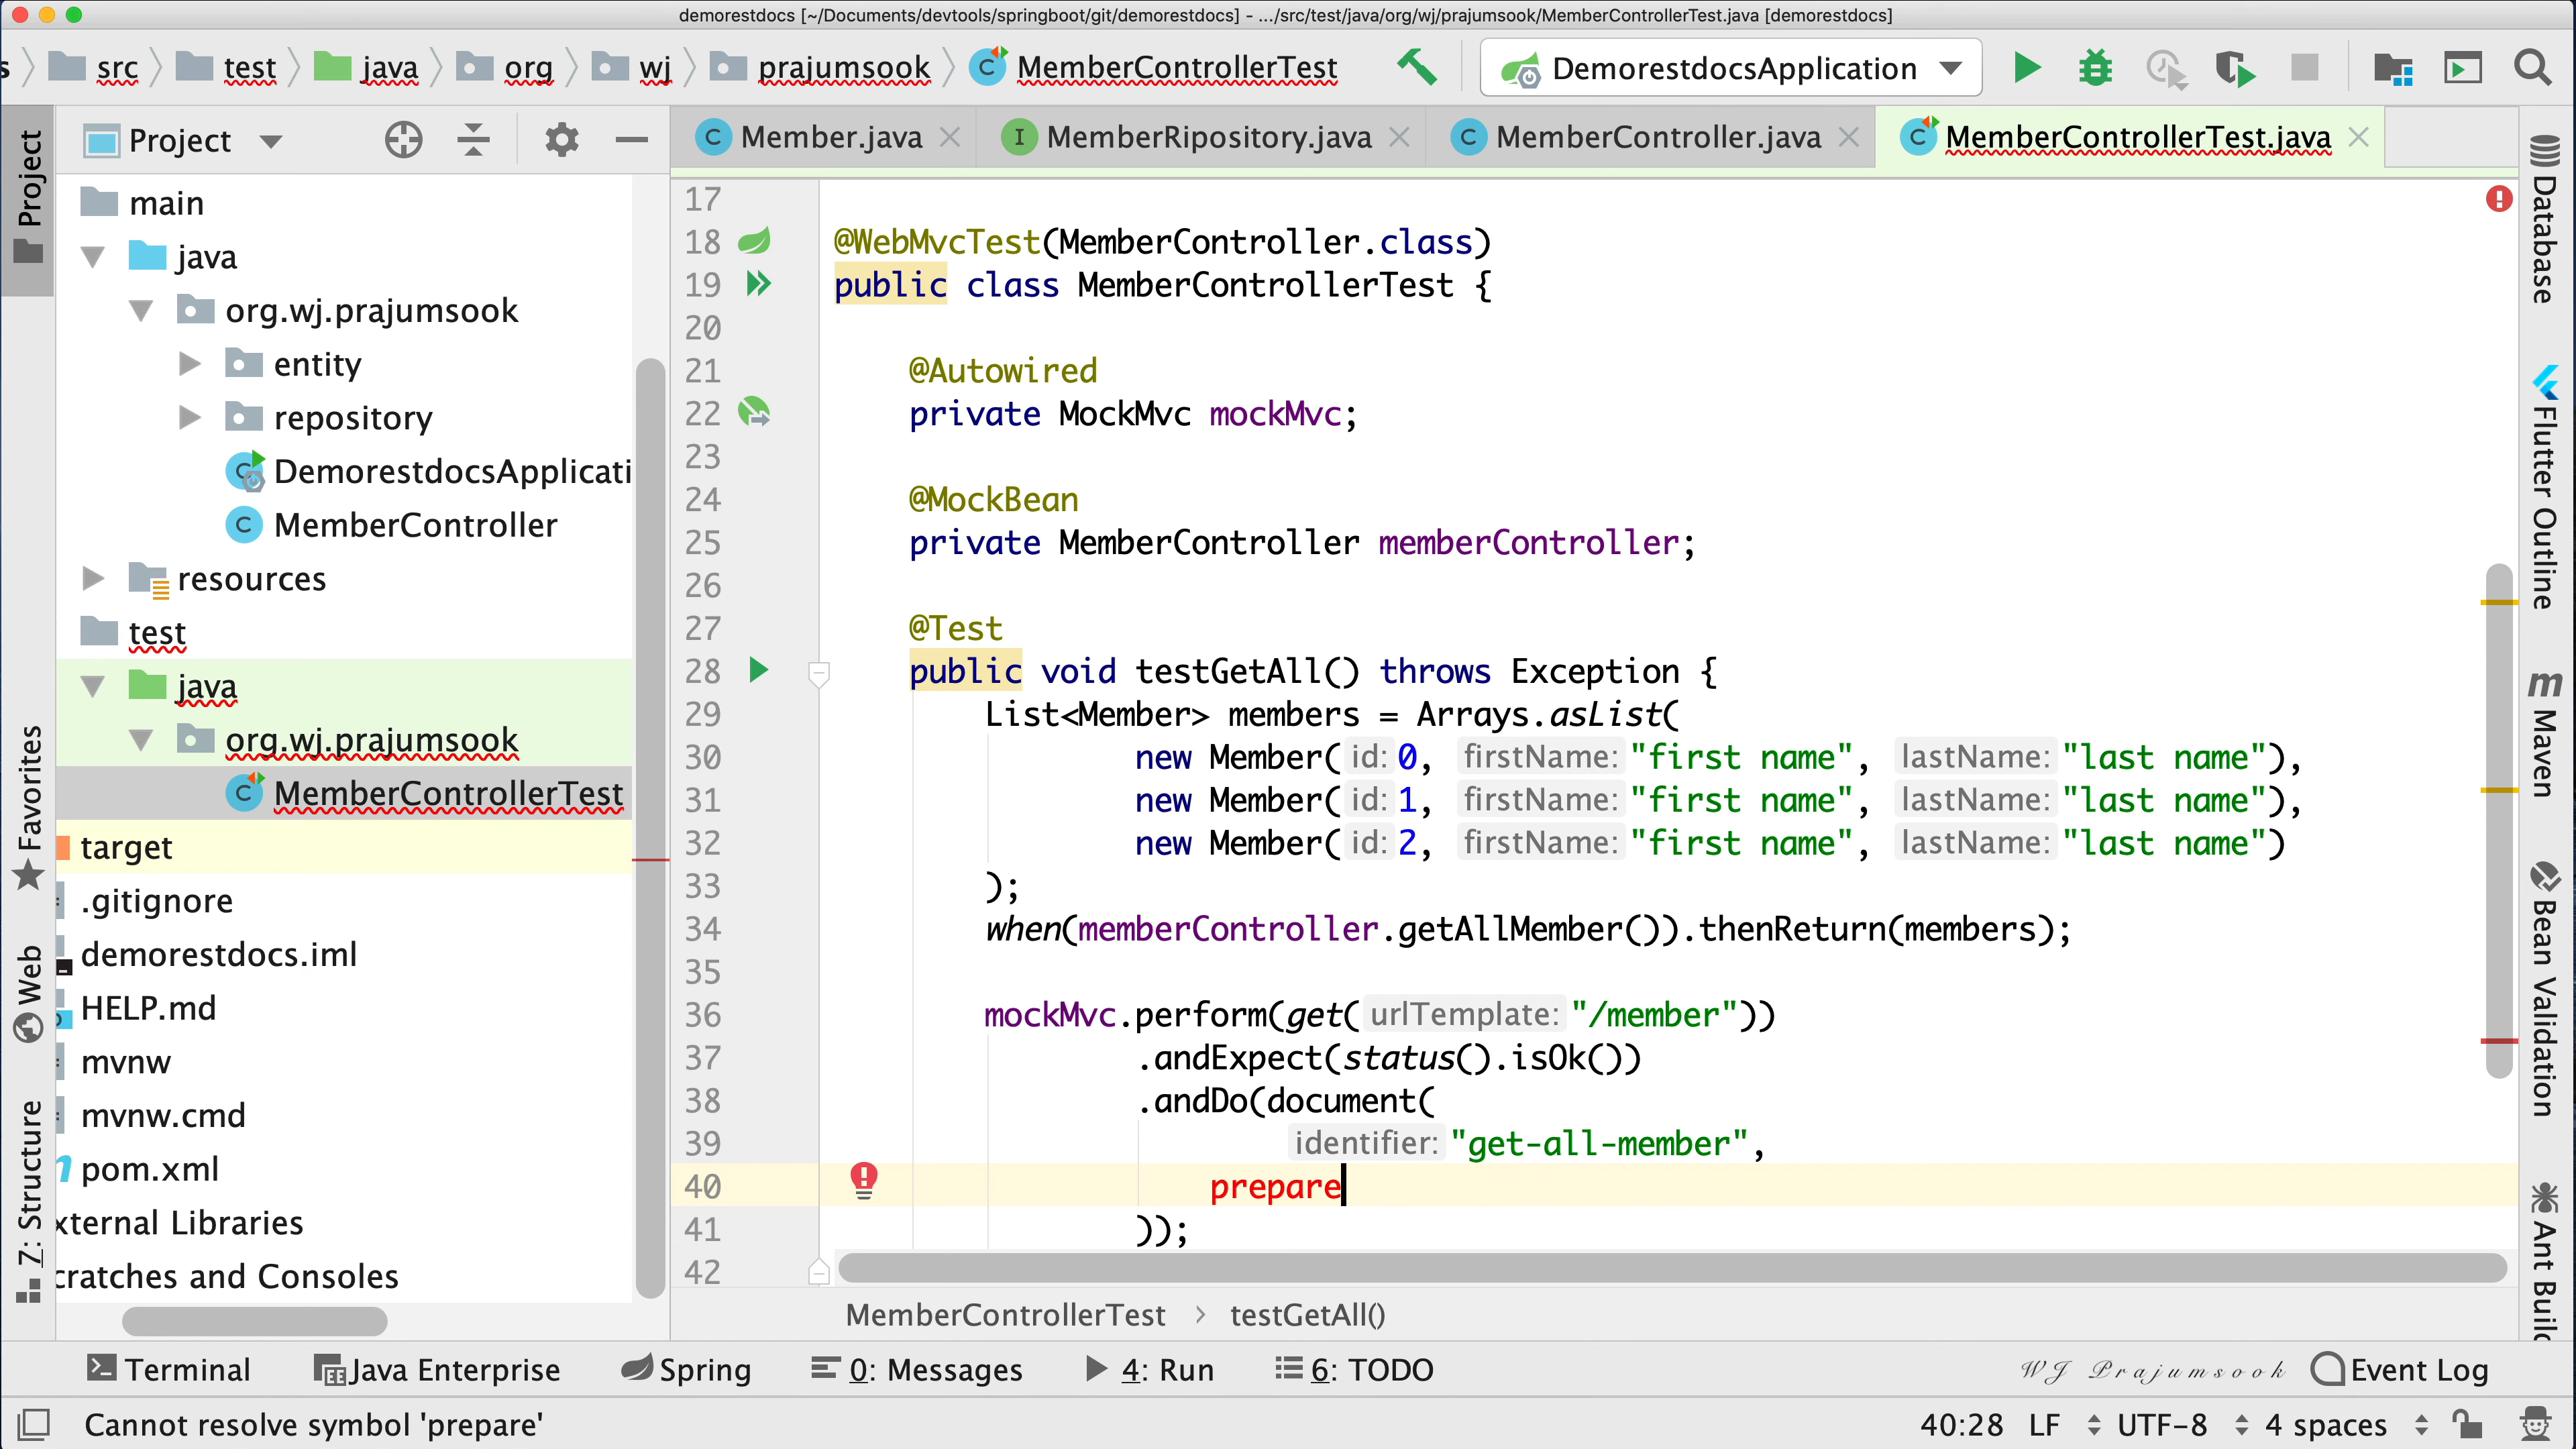 demorestdocs [~/Documents/devtools/springboot/git/demorestdocs] - .../src/test/java/org/wj/prajumsook/MemberControllerTest.java [demorestdocs]
s src test java org wj prajumsook MemberControllerTest DemorestdocsApplication
Project
Project
Member.java MemberRipository.java MemberController.java MemberControllerTest.java
main
java
org.wj.prajumsook
entity
repository
DemorestdocsApplicati
MemberController
resources
test
java
org.wj.prajumsook
MemberControllerTest
target
.gitignore
demorestdocs.iml
HELP.md
mvnw
mvnw.cmd
pom.xml
xternal Libraries
cratches and Consoles
Favorites
Web
Z: Structure
17
18 @WebMvcTest(MemberController.class)
19 public class MemberControllerTest {
20
21 @Autowired
22 private MockMvc mockMvc;
23
24 @MockBean
25 private MemberController memberController;
26
27 @Test
28 public void testGetAll() throws Exception {
29 List<Member> members = Arrays.asList(
30 new Member( id: 0, firstName: "first name", lastName: "last name"),
31 new Member( id: 1, firstName: "first name", lastName: "last name"),
32 new Member( id: 2, firstName: "first name", lastName: "last name")
33 );
34 when(memberController.getAllMember()).thenReturn(members);
35
36 mockMvc.perform(get( urlTemplate: "/member"))
37 .andExpect(status().isOk())
38 .andDo(document(
39 identifier: "get-all-member",
40 prepare
41 ));
42
MemberControllerTest > testGetAll()
Database
Flutter Outline
Maven
Bean Validation
Ant Build
Terminal Java Enterprise Spring 0: Messages 4: Run 6: TODO WJ Prajumsook Event Log
Cannot resolve symbol 'prepare' 40:28 LF UTF-8 4 spaces